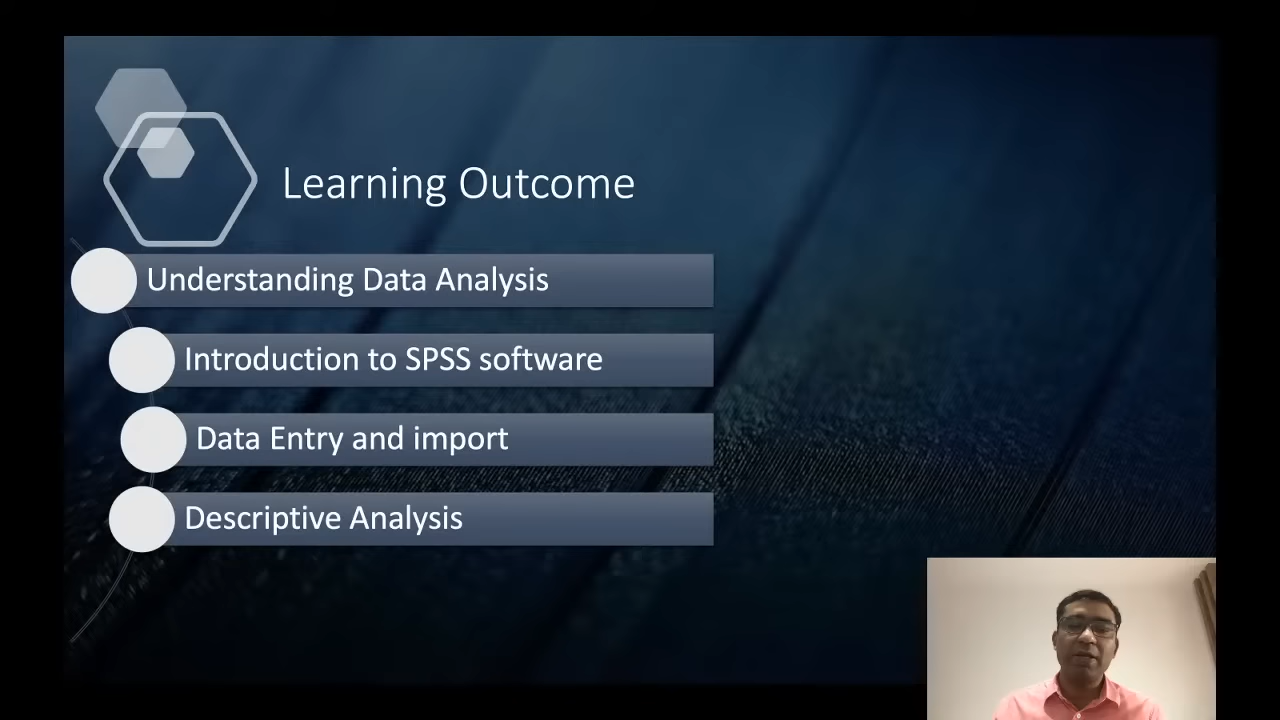 Learning Outcome
Understanding Data Analysis
Introduction to SPSS software
Data Entry and import
Descriptive Analysis